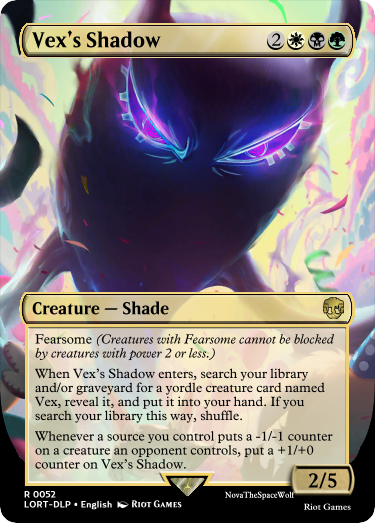 Vex's Shadow 2
Creature — Shade
Fearsome (Creatures with Fearsome cannot be blocked
by creatures with power 2 or less.)
When Vex's Shadow enters, search your library
and/or graveyard for a yordle creature card named
Vex, reveal it, and put it into your hand. If you
search your library this way, shuffle.
Whenever a source you control puts a -1/-1 counter
on a creature an opponent controls, put a +1/+0
counter on Vex's Shadow.
2/5
R 0052
LORT-DLP • English RIOT GAMES
NovaTheSpaceWolf
Riot Games